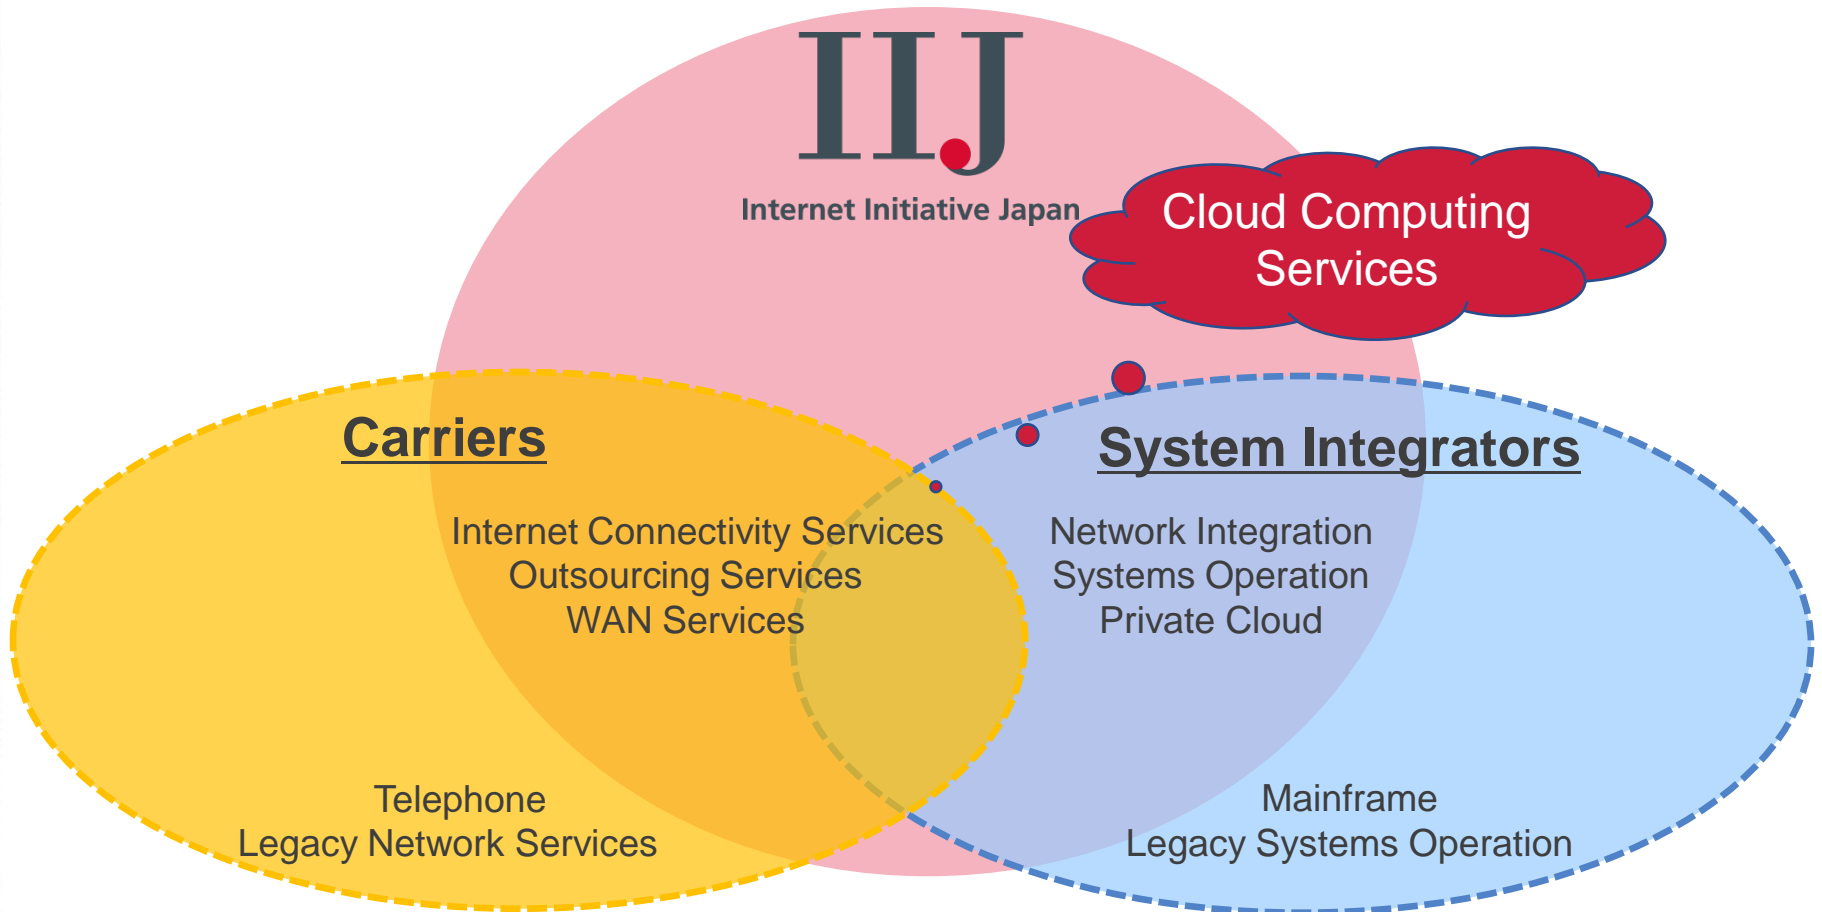 IIJ
Internet Initiative Japan
Cloud Computing
Services
Carriers
System Integrators
Internet Connectivity Services
Outsourcing Services
WAN Services
Network Integration
Systems Operation
Private Cloud
Telephone
Legacy Network Services
Mainframe
Legacy Systems Operation